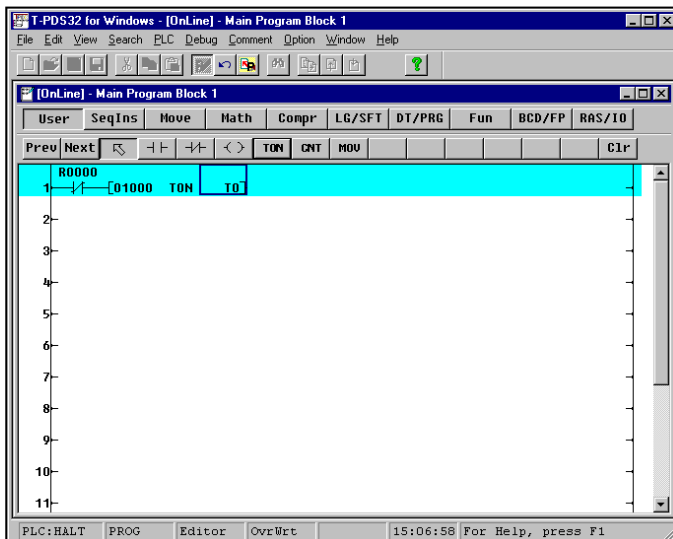 T-PDS32 for Windows - [OnLine] - Main Program Block 1
File Edit View Search PLC Debug Comment Option Window Help
?
[OnLine] - Main Program Block 1
User SeqIns Move Math Compr LG/SFT DT/PRG Fun BCD/FP RAS/IO
Prev Next TON CNT MOV Clr
R0000
1 [01000 TON T0]
2
3
4
5
6
7
8
9
10
11
PLC:HALT PROG Editor OvrWrt 15:06:58 For Help, press F1